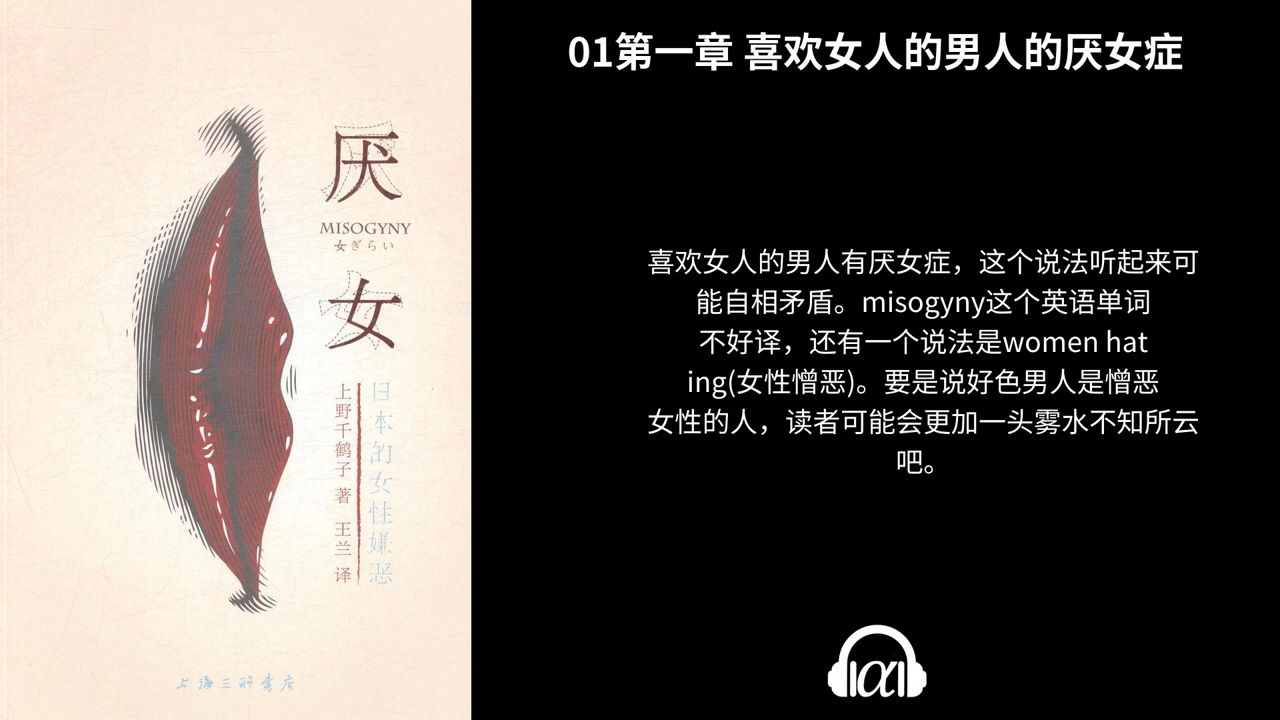 厌
MISOGYNY
女ぎらい
女
日本的女性嫌恶
上野千鹤子 著 王兰 译
上海三联书店
01第一章 喜欢女人的男人的厌女症
喜欢女人的男人有厌女症，这个说法听起来可
能自相矛盾。misogyny这个英语单词
不好译，还有一个说法是women hat
ing(女性憎恶)。要是说好色男人是憎恶
女性的人，读者可能会更加一头雾水不知所云
吧。